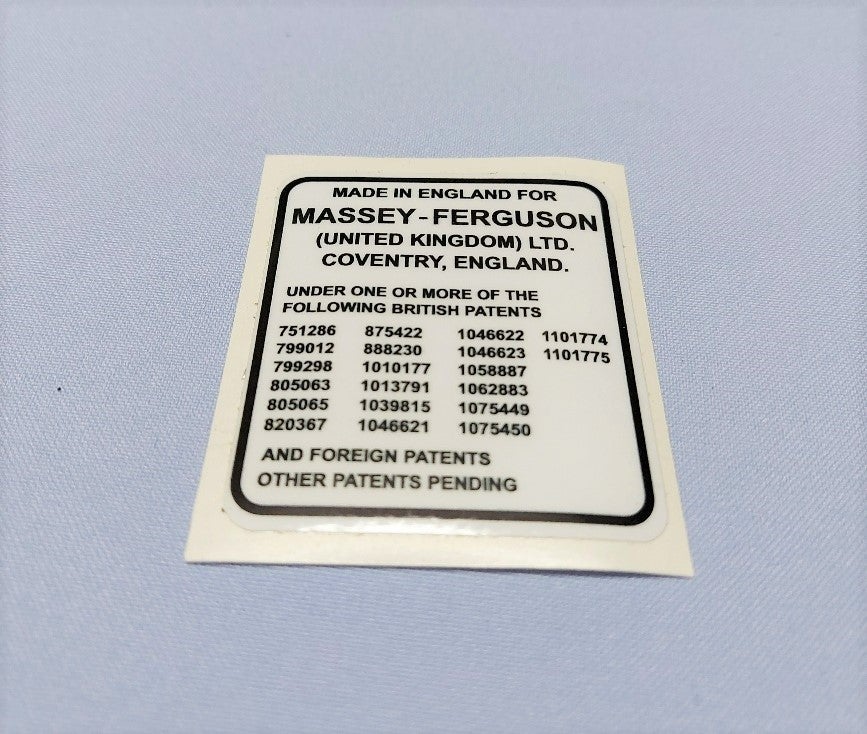 MADE IN ENGLAND FOR
MASSEY-FERGUSON
(UNITED KINGDOM) LTD.
COVENTRY, ENGLAND.
UNDER ONE OR MORE OF THE
FOLLOWING BRITISH PATENTS
751286 875422 1046622 1101774
799012 888230 1046623 1101775
799298 1010177 1058887
805063 1013791 1062883
805065 1039815 1075449
820367 1046621 1075450
AND FOREIGN PATENTS
OTHER PATENTS PENDING